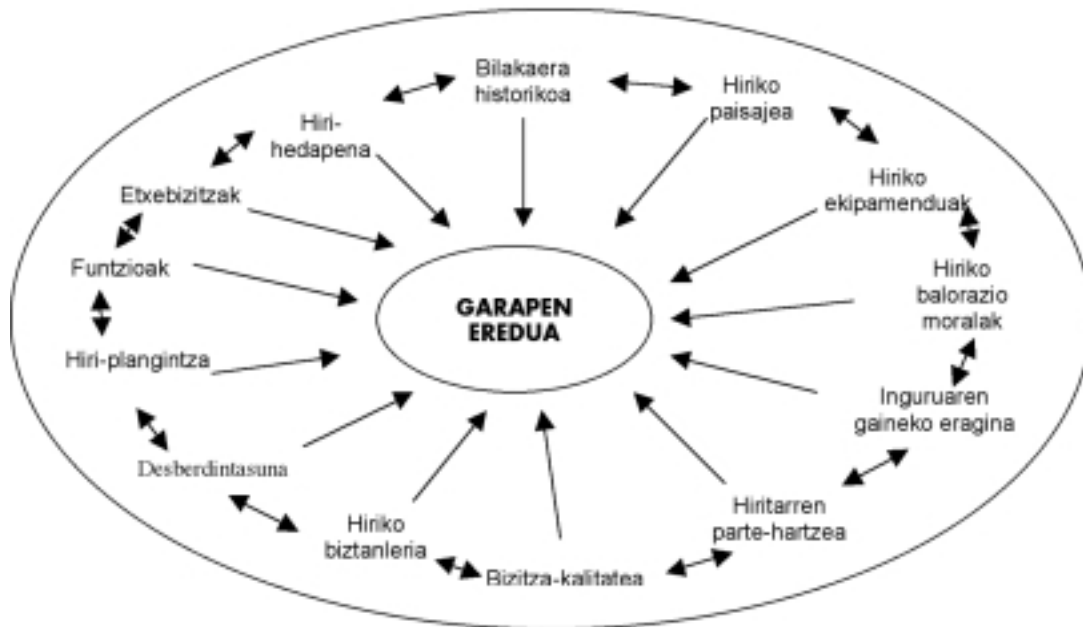 Bilakaera
historikoa
Hiriko
paisajea
Hiriko
ekipamenduak
Hiriko
balorazio
moralak
Inguruaren
gaineko eragina
Hiritarren
parte-hartzea
Bizitza-kalitatea
Hiriko
biztanleria
Desberdintasuna
Hiri-plangintza
Funtzioak
Etxebizitzak
Hiri-
hedapena
GARAPEN
EREDUA